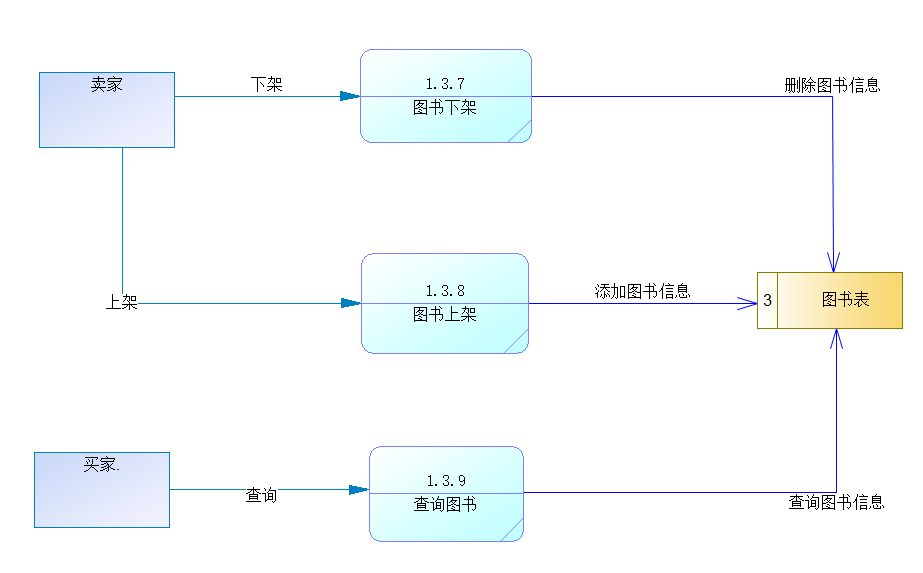 卖家
下架
1.3.7
图书下架
删除图书信息
上架
1.3.8
图书上架
添加图书信息
3
图书表
买家.
查询
1.3.9
查询图书
查询图书信息